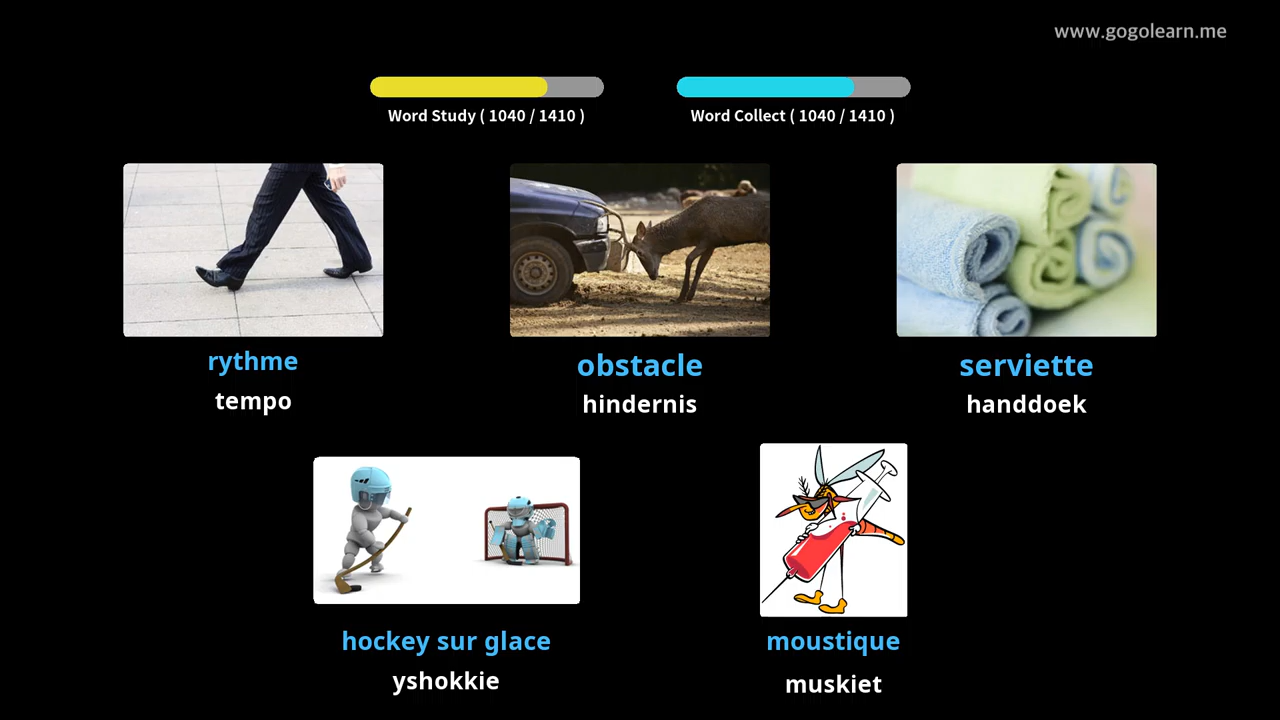 www.gogolearn.me
Word Study ( 1040 / 1410 )
Word Collect ( 1040 / 1410 )
rythme
tempo
obstacle
hindernis
serviette
handdoek
hockey sur glace
yshokkie
moustique
muskiet